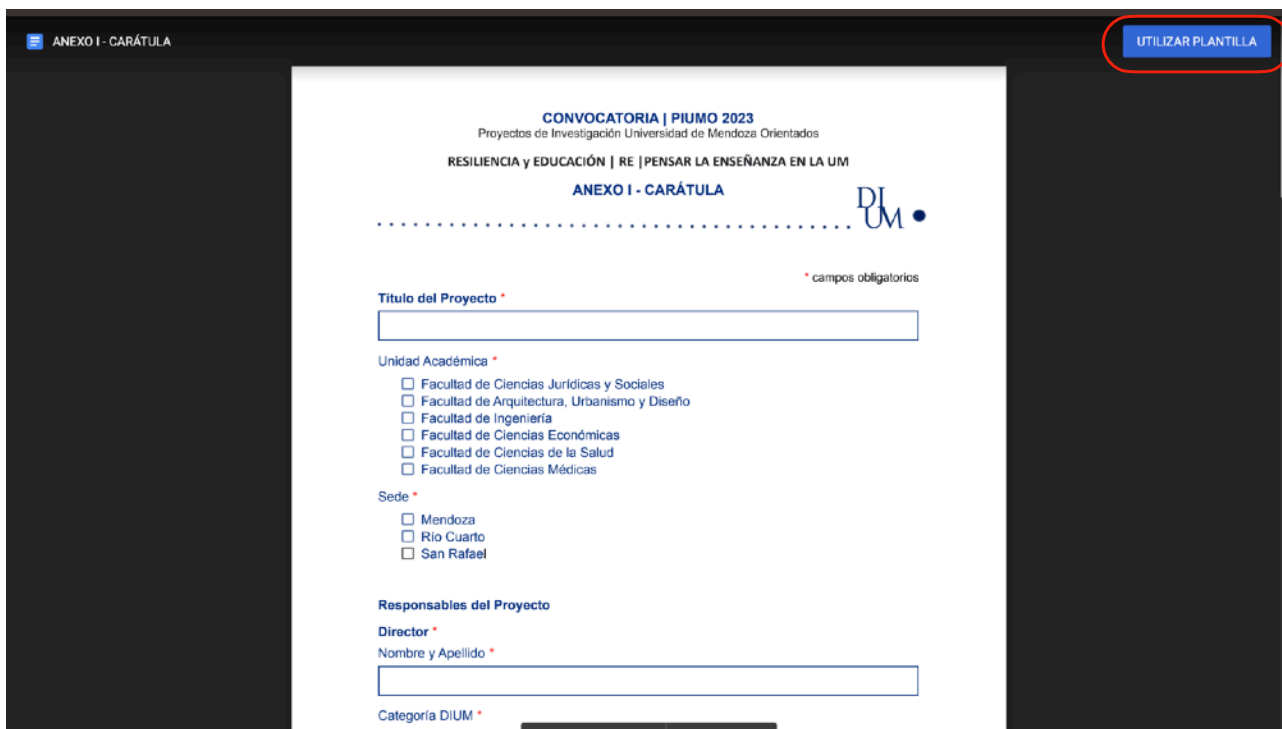 ANEXO I - CARÁTULA
UTILIZAR PLANTILLA
CONVOCATORIA | PIUMO 2023
Proyectos de Investigación Universidad de Mendoza Orientados
RESILIENCIA y EDUCACIÓN | RE |PENSAR LA ENSEÑANZA EN LA UM
ANEXO I - CARÁTULA
DI
UM
* campos obligatorios
Título del Proyecto *
Unidad Académica *
Facultad de Ciencias Jurídicas y Sociales
Facultad de Arquitectura, Urbanismo y Diseño
Facultad de Ingeniería
Facultad de Ciencias Económicas
Facultad de Ciencias de la Salud
Facultad de Ciencias Médicas
Sede *
Mendoza
Río Cuarto
San Rafael
Responsables del Proyecto
Director *
Nombre y Apellido *
Categoría DIUM *